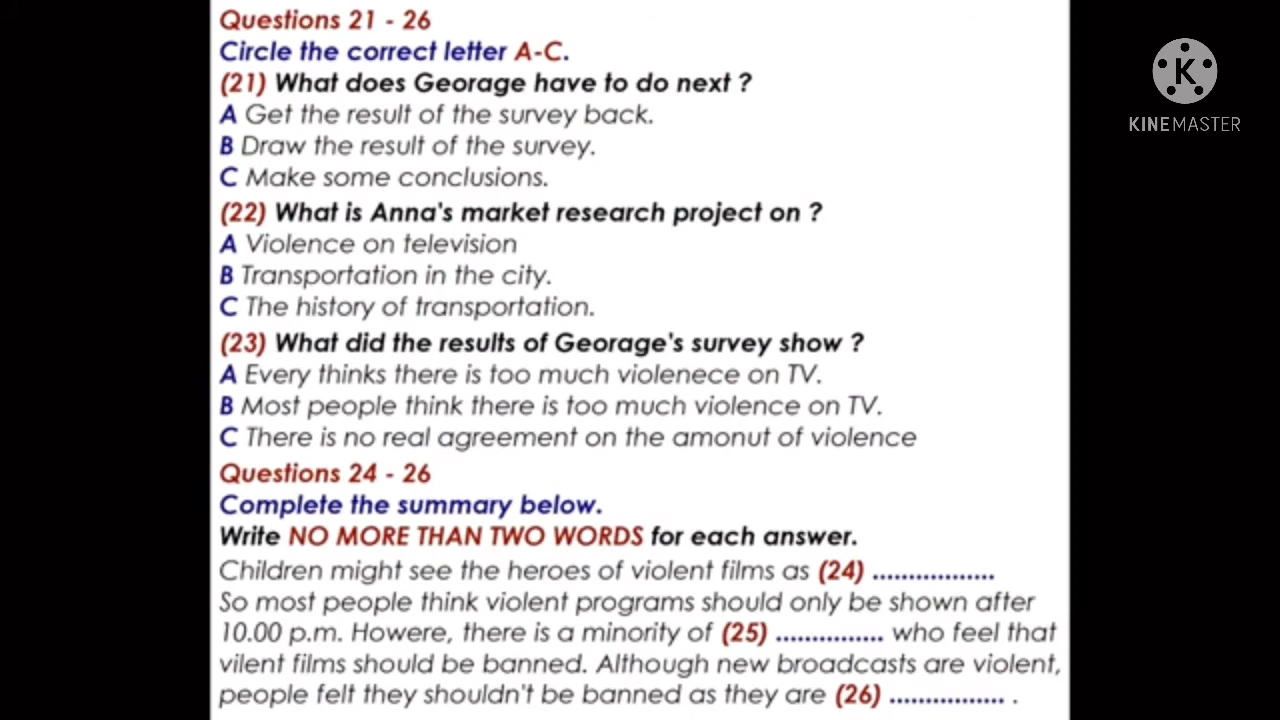 Questions 21 - 26
Circle the correct letter A-C.
(21) What does Georage have to do next ?
A Get the result of the survey back.
B Draw the result of the survey.
C Make some conclusions.
(22) What is Anna's market research project on ?
A Violence on television
B Transportation in the city.
C The history of transportation.
(23) What did the results of Georage's survey show ?
A Every thinks there is too much violenece on TV.
B Most people think there is too much violence on TV.
C There is no real agreement on the amonut of violence
Questions 24 - 26
Complete the summary below.
Write NO MORE THAN TWO WORDS for each answer.
Children might see the heroes of violent films as (24) .................
So most people think violent programs should only be shown after
10.00 p.m. Howere, there is a minority of (25) ............... who feel that
vilent films should be banned. Although new broadcasts are violent,
people felt they shouldn't be banned as they are (26) ................ .
K
KINEMASTER